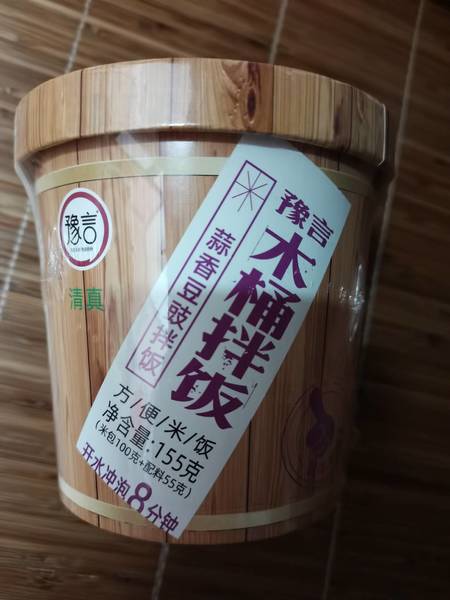 豫言
清真
豫言
木桶拌饭
蒜香豆豉拌饭
方/便/米/饭
净含量:155克
(米包100克+配料55克)
开水冲泡8分钟